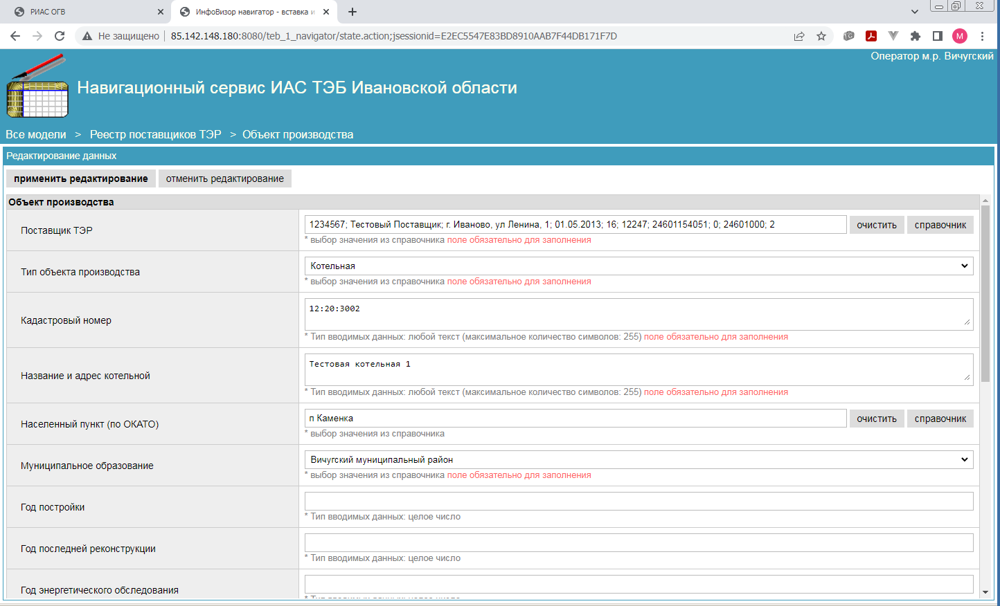 РИАС ОГВ
ИнфоВизор навигатор - вставка и
Не защищено
85.142.148.180:8080/teb_1_navigator/state.action;jsessionid=E2EC5547E83BD8910AAB7F44DB171F7D
M
Оператор м.р. Вичугский
Навигационный сервис ИАС ТЭБ Ивановской области
Все модели > Реестр поставщиков ТЭР > Объект производства
Редактирование данных
применить редактирование отменить редактирование
Объект производства
Поставщик ТЭР
1234567; Тестовый Поставщик; г. Иваново, ул Ленина, 1; 01.05.2013; 16; 12247; 24601154051; 0; 24601000; 2
очистить справочник
* выбор значения из справочника поле обязательно для заполнения
Тип объекта производства
Котельная
* выбор значения из справочника поле обязательно для заполнения
Кадастровый номер
12:20:3002
* Тип вводимых данных: любой текст (максимальное количество символов: 255) поле обязательно для заполнения
Название и адрес котельной
Тестовая котельная 1
* Тип вводимых данных: любой текст (максимальное количество символов: 255) поле обязательно для заполнения
Населенный пункт (по ОКАТО)
п Каменка
очистить справочник
* выбор значения из справочника
Муниципальное образование
Вичугский муниципальный район
* выбор значения из справочника поле обязательно для заполнения
Год постройки
* Тип вводимых данных: целое число
Год последней реконструкции
* Тип вводимых данных: целое число
Год энергетического обследования
* Тип вводимых данных: целое число